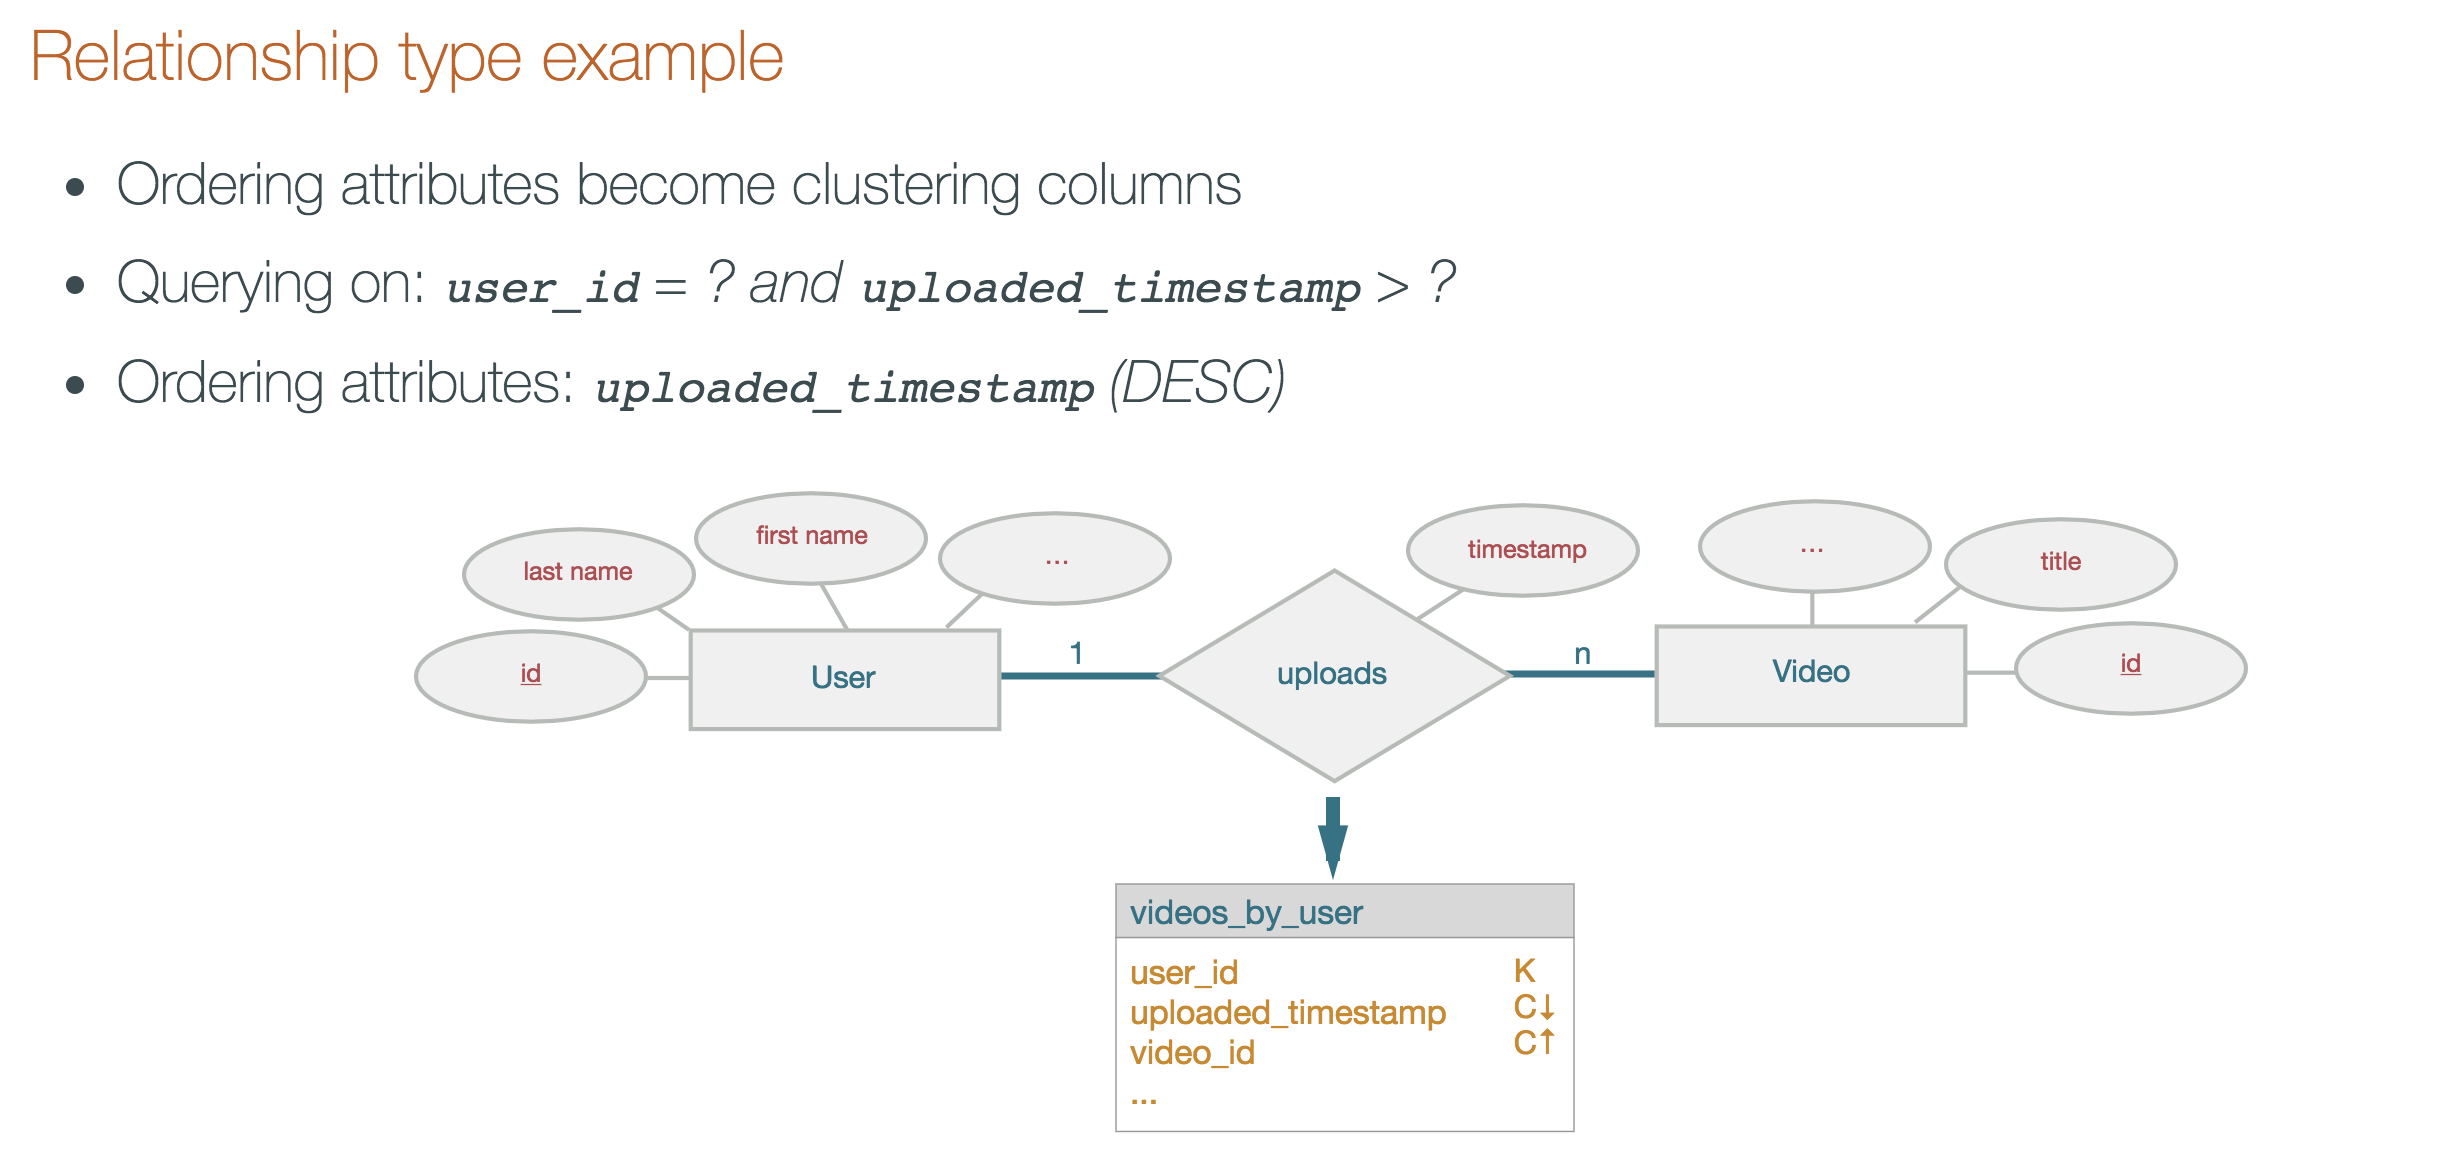 Relationship type example
• Ordering attributes become clustering columns
• Querying on: user_id = ? and uploaded_timestamp > ?
• Ordering attributes: uploaded_timestamp (DESC)
first name
...
timestamp
...
title
last name
id
User
1
uploads
n
Video
id
videos_by_user
user_id K
uploaded_timestamp C↓
video_id C↑
...